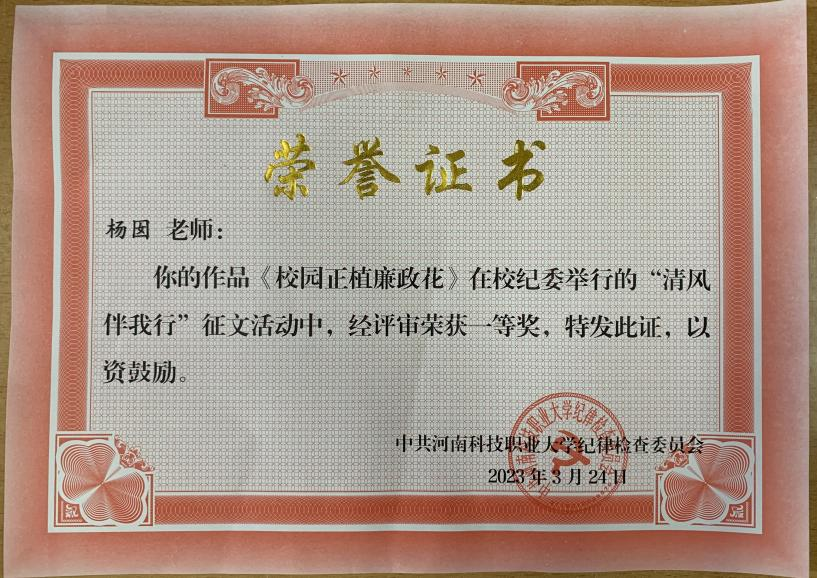 荣誉证书
杨囡 老师：
你的作品《校园正植廉政花》在校纪委举行的“清风
伴我行”征文活动中，经评审荣获一等奖，特发此证，以
资鼓励。
中共河南科技职业大学纪律检查委员会
2023年3月24日